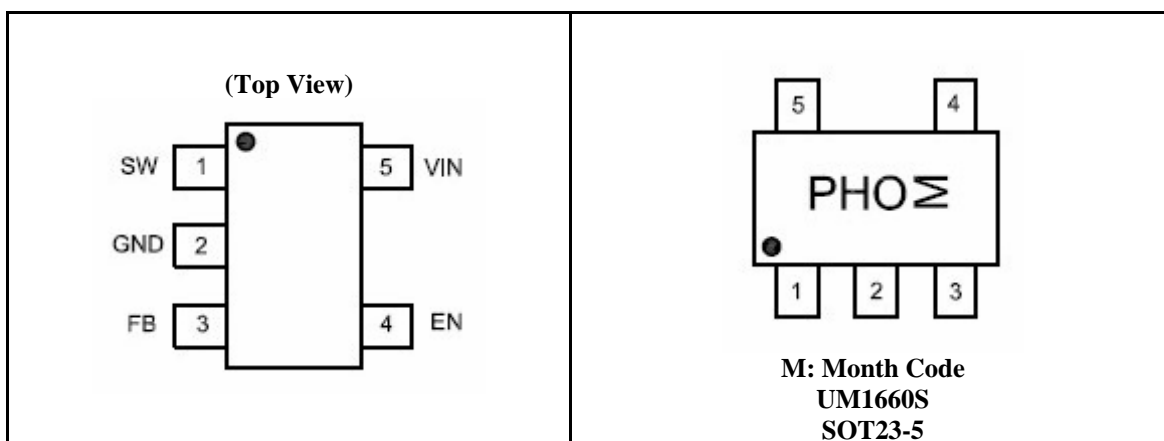 (Top View)
SW 1 5 VIN
GND 2
FB 3 4 EN
5 4
PHOM
1 2 3
M: Month Code
UM1660S
SOT23-5